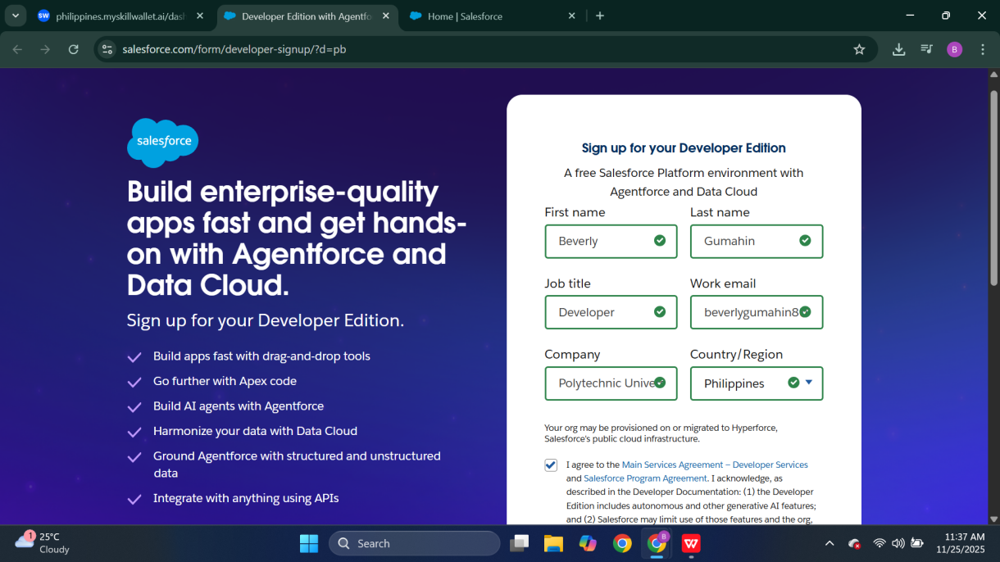 SW
philippines.myskillwallet.ai/dash
Developer Edition with Agentfo
Home | Salesforce
salesforce.com/form/developer-signup/?d=pb
B
salesforce
Build enterprise-quality
apps fast and get hands-
on with Agentforce and
Data Cloud.
Sign up for your Developer Edition.
Build apps fast with drag-and-drop tools
Go further with Apex code
Build AI agents with Agentforce
Harmonize your data with Data Cloud
Ground Agentforce with structured and unstructured
data
Integrate with anything using APIs
Sign up for your Developer Edition
A free Salesforce Platform environment with
Agentforce and Data Cloud
First name Last name
Beverly Gumahin
Job title Work email
Developer beverlygumahin8
Company Country/Region
Polytechnic Unive Philippines
Your org may be provisioned on or migrated to Hyperforce,
Salesforce's public cloud infrastructure.
I agree to the Main Services Agreement – Developer Services
and Salesforce Program Agreement. I acknowledge, as
described in the Developer Documentation: (1) the Developer
Edition includes autonomous and other generative AI features;
and (2) Salesforce may limit use of those features and the org,
1
25°C
Cloudy
Search
B
W
11:37 AM
11/25/2025